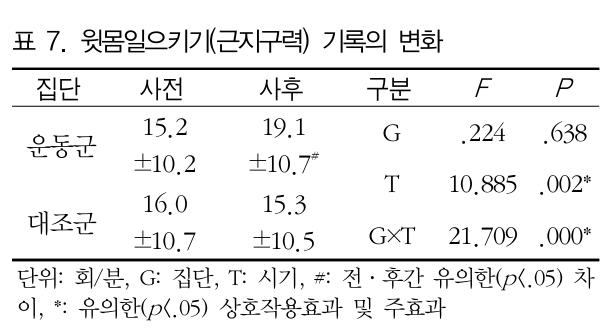 표 7. 윗몸일으키기(근지구력) 기록의 변화
집단 사전 사후 구분 F P
운동군 15.2 ±10.2 19.1 ±10.7# G .224 .638
T 10.885 .002*
대조군 16.0 ±10.7 15.3 ±10.5 G×T 21.709 .000*
단위: 회/분, G: 집단, T: 시기, #: 전·후간 유의한(p<.05) 차
이, *: 유의한(p<.05) 상호작용효과 및 주효과